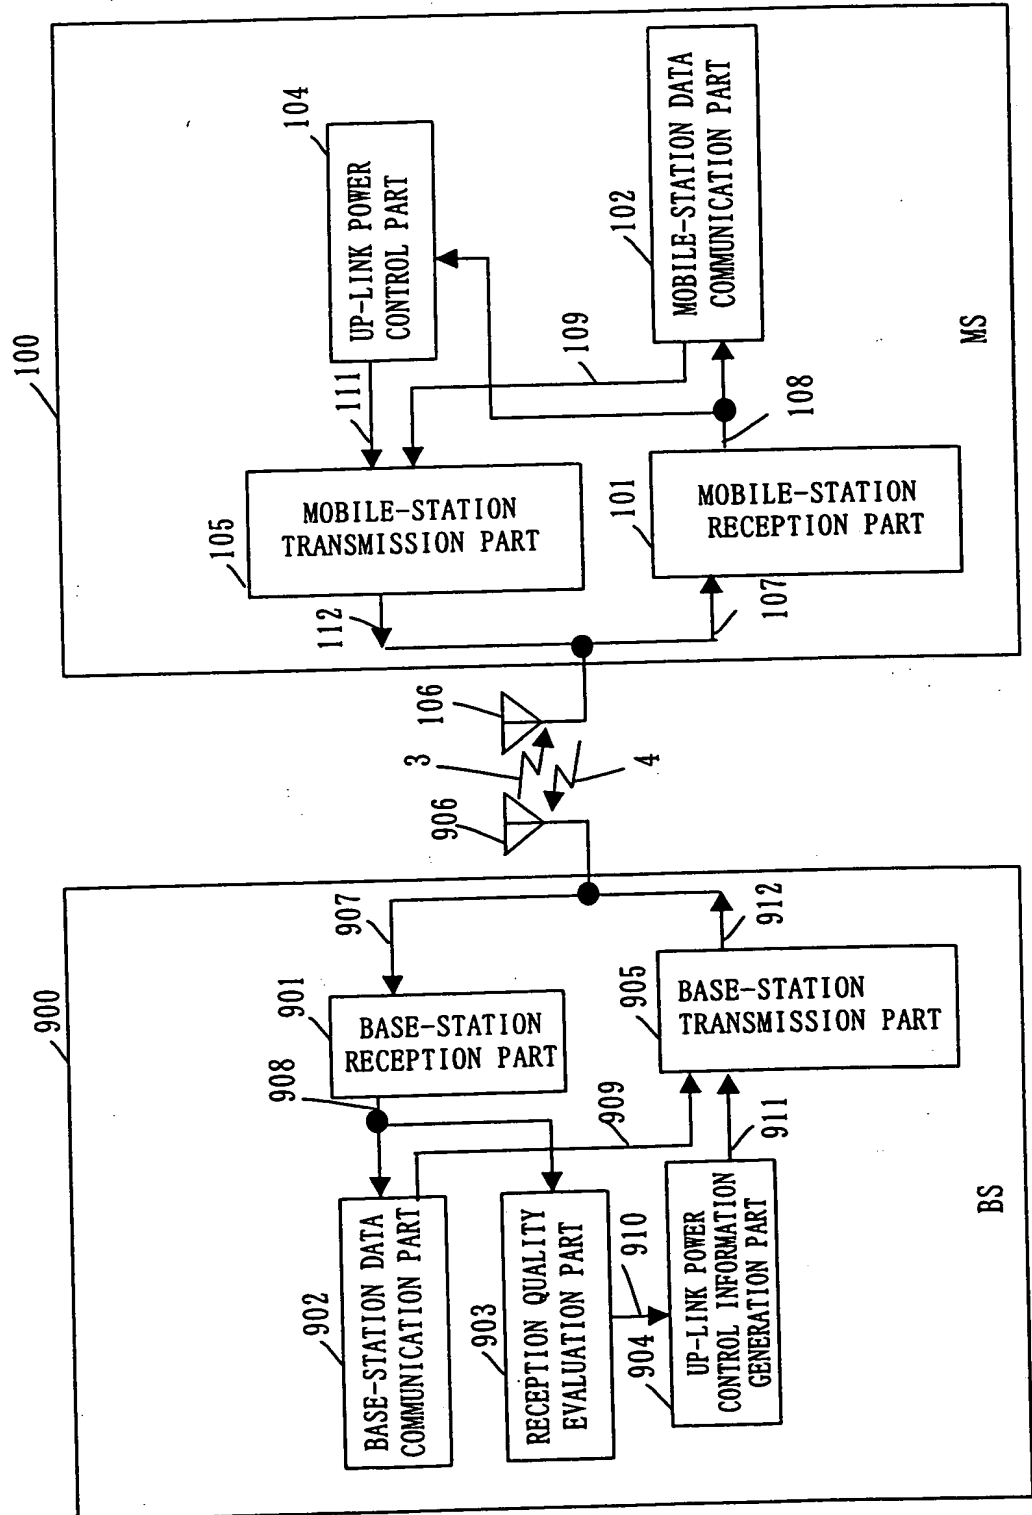 900
902
BASE-STATION DATA
COMMUNICATION PART
908
901
BASE-STATION
RECEPTION PART
907
903
RECEPTION QUALITY
EVALUATION PART
910
909
904
UP-LINK POWER
CONTROL INFORMATION
GENERATION PART
911
905
BASE-STATION
TRANSMISSION PART
912
BS
906
3
4
106
100
105
MOBILE-STATION
TRANSMISSION PART
112
111
104
UP-LINK POWER
CONTROL PART
109
101
MOBILE-STATION
RECEPTION PART
107
108
102
MOBILE-STATION DATA
COMMUNICATION PART
MS